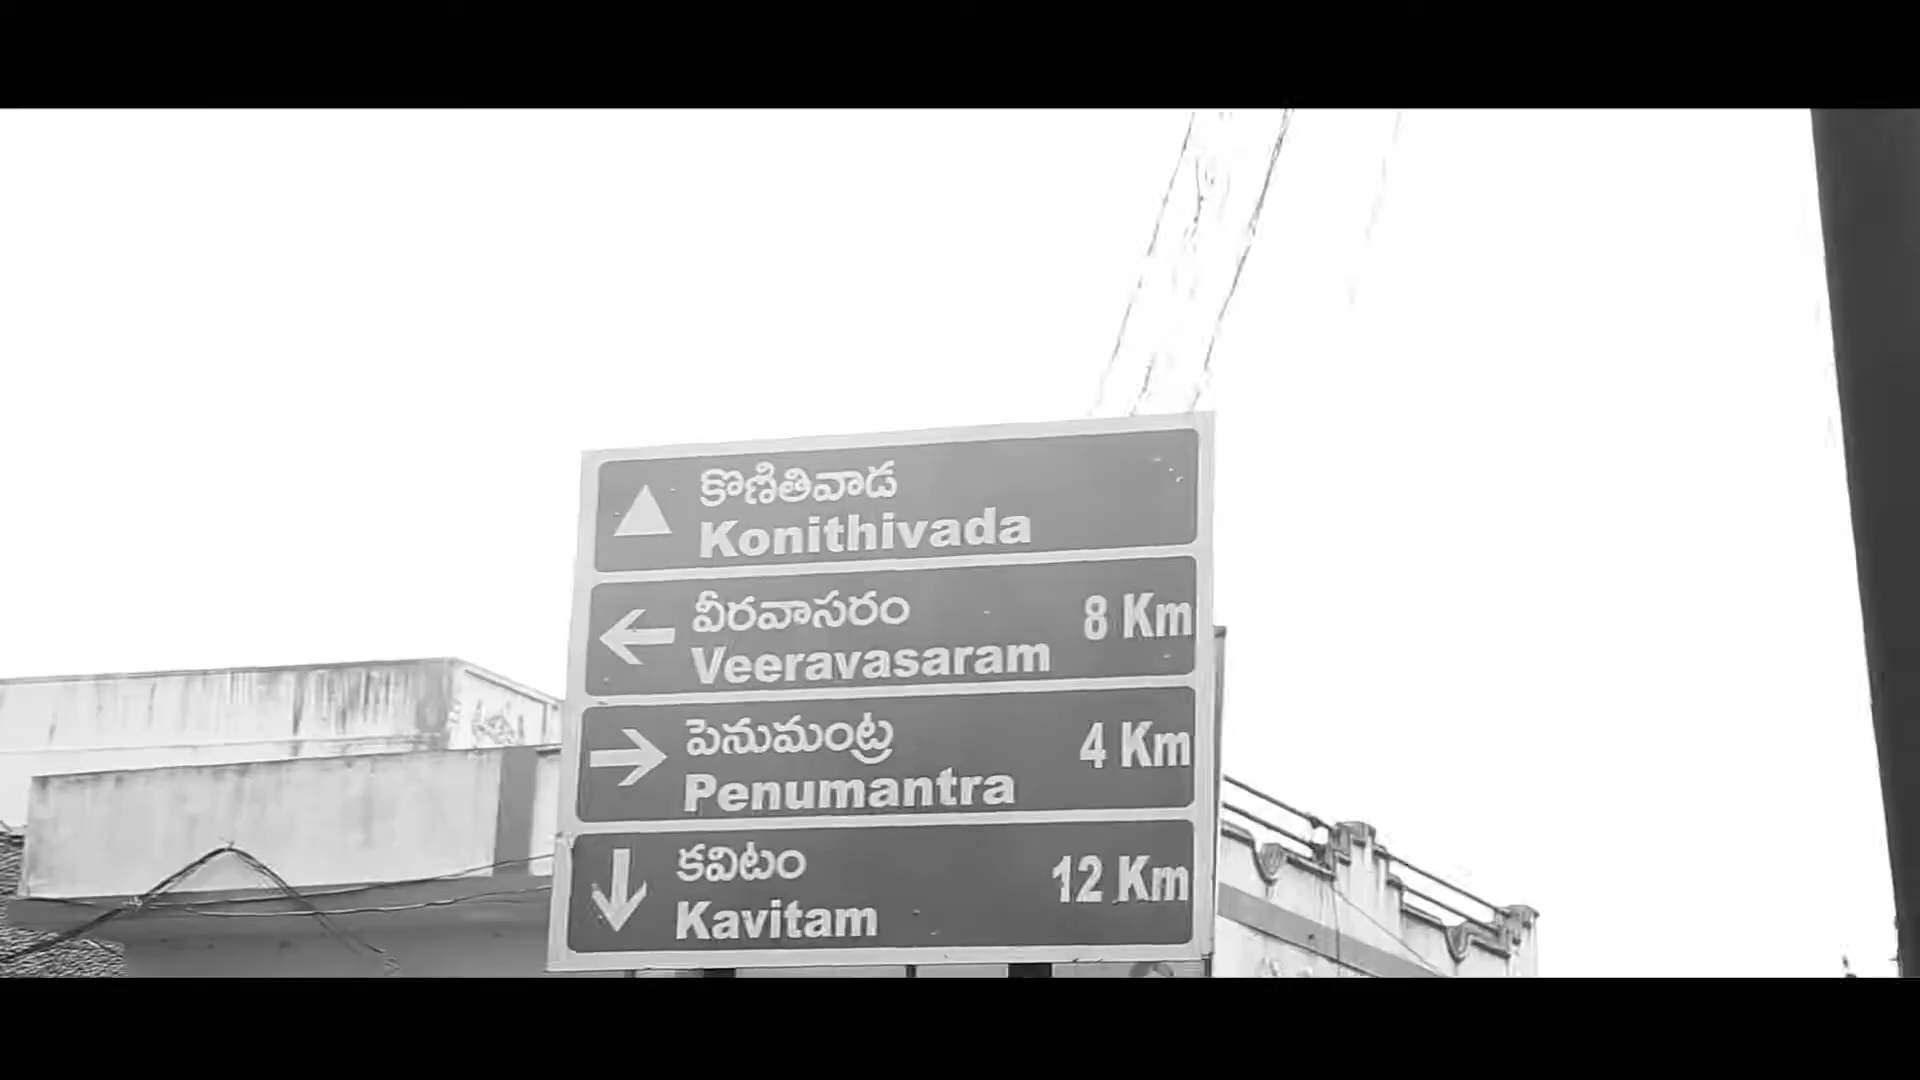 కొణితివాడ
Konithivada
వీరవాసరం 8 Km
Veeravasaram
పెనుమంట్ర 4 Km
Penumantra
కవిటం 12 Km
Kavitam